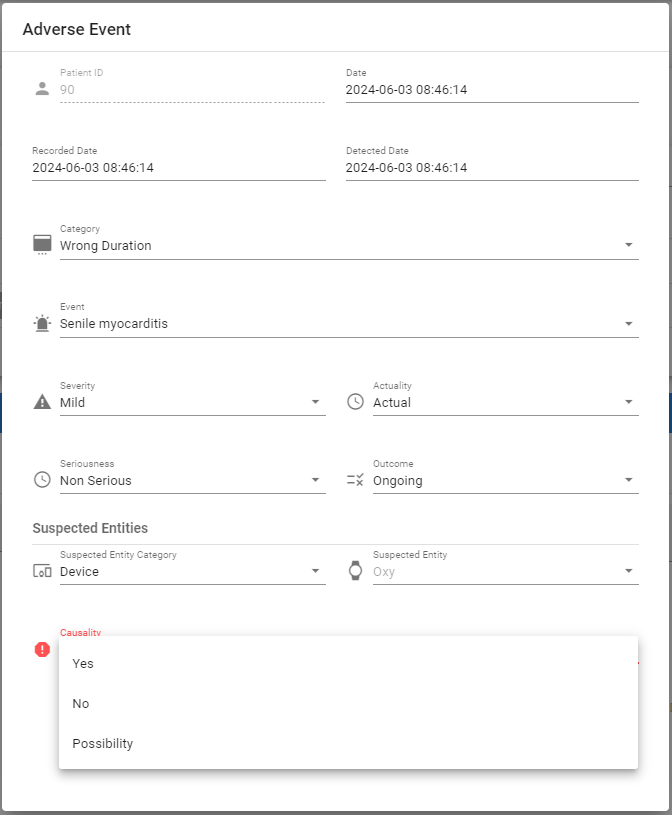 Adverse Event
Patient ID
90
Date
2024-06-03 08:46:14
Recorded Date
2024-06-03 08:46:14
Detected Date
2024-06-03 08:46:14
Category
Wrong Duration
Event
Senile myocarditis
Severity
Mild
Actuality
Actual
Seriousness
Non Serious
Outcome
Ongoing
Suspected Entities
Suspected Entity Category
Device
Suspected Entity
Oxy
Causality
Yes
No
Possibility